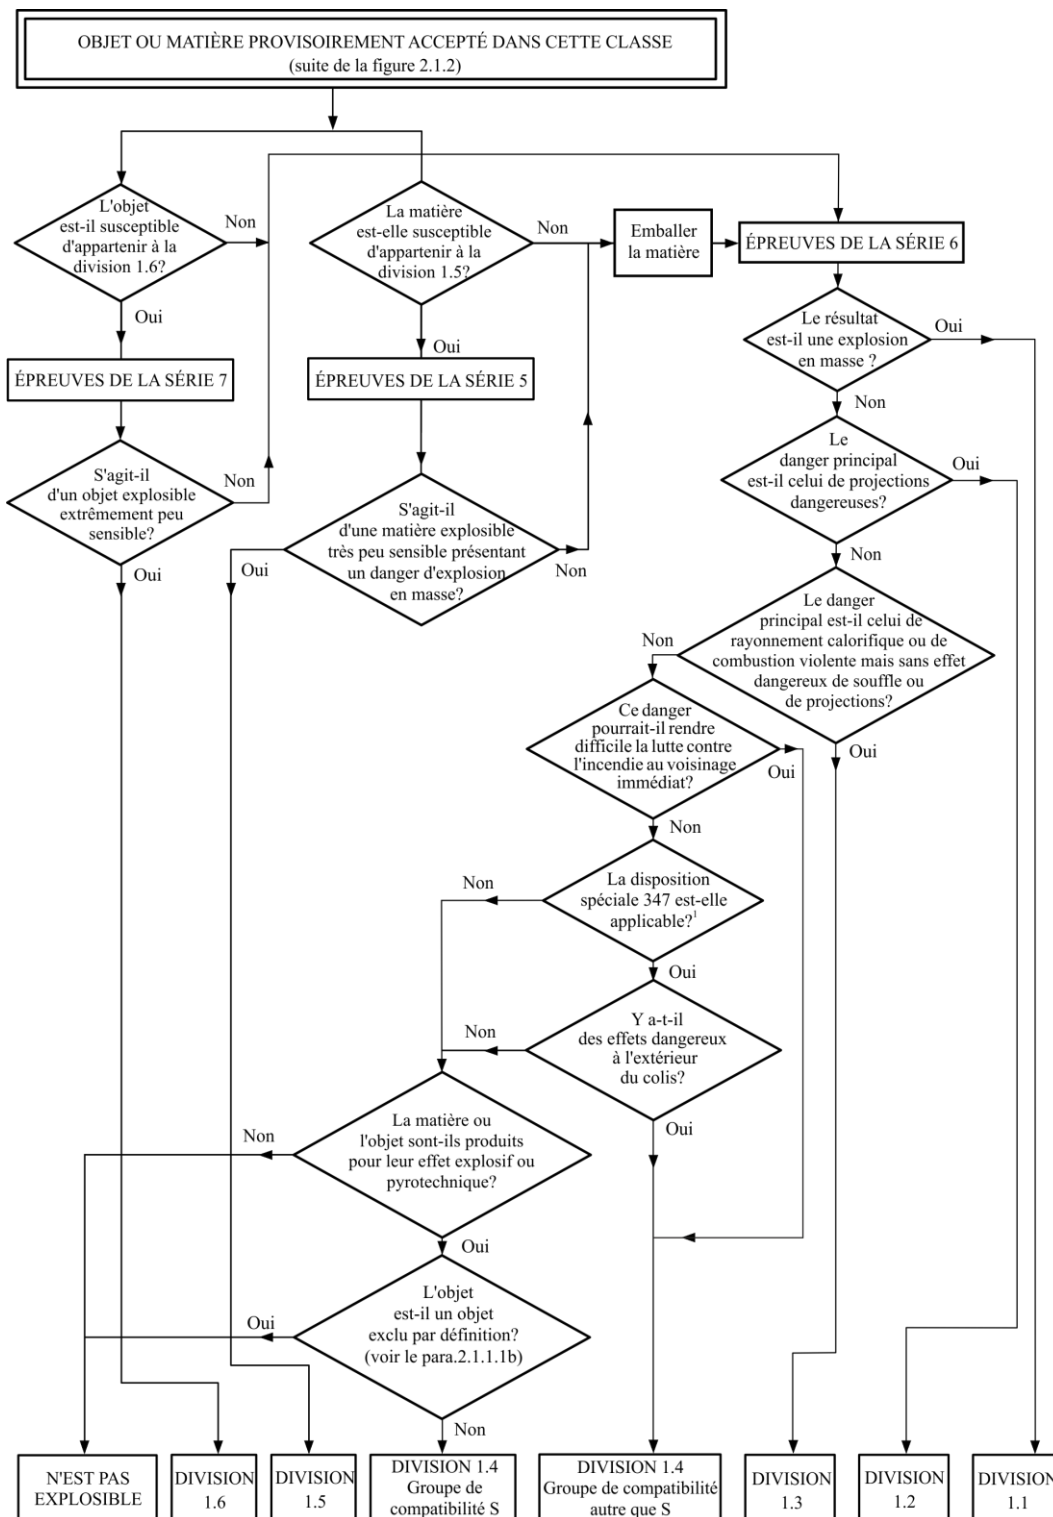 OBJET OU MATIÈRE PROVISOIREMENT ACCEPTÉ DANS CETTE CLASSE
(suite de la figure 2.1.2)
L'objet
est-il susceptible
d'appartenir à la
division 1.6?
Non
Oui
La matière
est-elle susceptible
d'appartenir à la
division 1.5?
Non
Oui
Emballer
la matière
ÉPREUVES DE LA SÉRIE 6
Le résultat
est-il une explosion
en masse ?
Oui
Non
ÉPREUVES DE LA SÉRIE 7
ÉPREUVES DE LA SÉRIE 5
Le
danger principal
est-il celui de projections
dangereuses?
Oui
Non
S'agit-il
d'un objet explosible
extrêmement peu
sensible?
Non
Oui
S'agit-il
d'une matière explosible
très peu sensible présentant
un danger d'explosion
en masse?
Oui
Non
Le danger
principal est-il celui de
rayonnement calorifique ou de
combustion violente mais sans effet
dangereux de souffle ou
de projections?
Non
Oui
Ce danger
pourrait-il rendre
difficile la lutte contre
l'incendie au voisinage
immédiat?
Oui
Non
La disposition
spéciale 347 est-elle
applicable?1
Non
Oui
Y a-t-il
des effets dangereux
à l'extérieur
du colis?
Non
Oui
La matière ou
l'objet sont-ils produits
pour leur effet explosif ou
pyrotechnique?
Non
Oui
L'objet
est-il un objet
exclu par définition?
(voir le para.2.1.1.1b)
Oui
Non
N'EST PAS
EXPLOSIBLE
DIVISION
1.6
DIVISION
1.5
DIVISION 1.4
Groupe de
compatibilité S
DIVISION 1.4
Groupe de compatibilité
autre que S
DIVISION
1.3
DIVISION
1.2
DIVISION
1.1